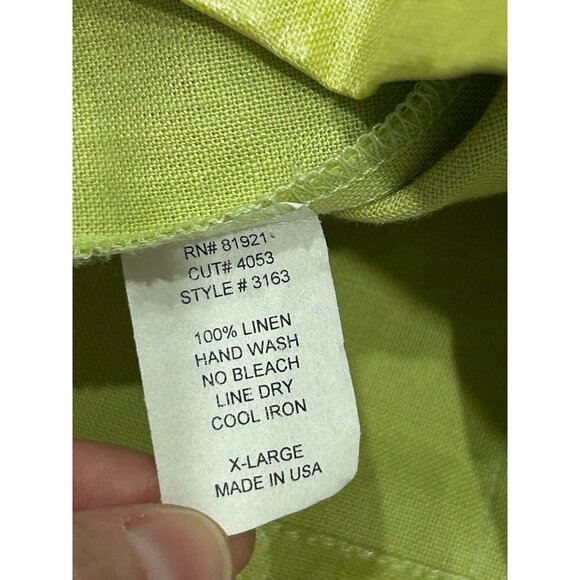 RN# 81921
CUT# 4053
STYLE # 3163
100% LINEN
HAND WASH
NO BLEACH
LINE DRY
COOL IRON
X-LARGE
MADE IN USA